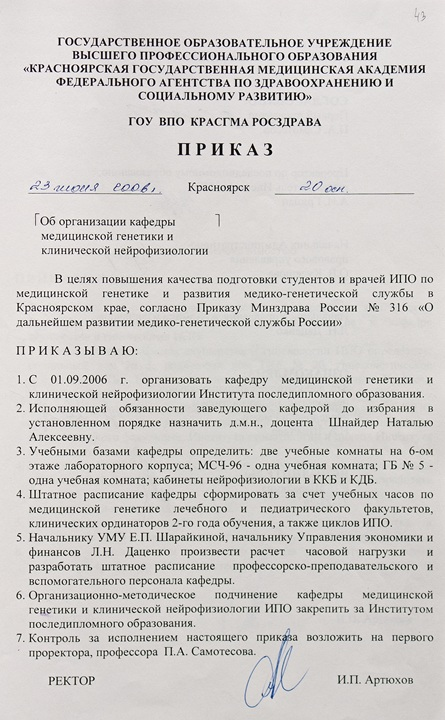 43
ГОСУДАРСТВЕННОЕ ОБРАЗОВАТЕЛЬНОЕ УЧРЕЖДЕНИЕ
ВЫСШЕГО ПРОФЕССИОНАЛЬНОГО ОБРАЗОВАНИЯ
«КРАСНОЯРСКАЯ ГОСУДАРСТВЕННАЯ МЕДИЦИНСКАЯ АКАДЕМИЯ
ФЕДЕРАЛЬНОГО АГЕНТСТВА ПО ЗДРАВООХРАНЕНИЮ И
СОЦИАЛЬНОМУ РАЗВИТИЮ»
ГОУ ВПО КРАСГМА РОСЗДРАВА
ПРИКАЗ
23 июня 2006 г. Красноярск 20 осн.
Об организации кафедры
медицинской генетики и
клинической нейрофизиологии
В целях повышения качества подготовки студентов и врачей ИПО по
медицинской генетике и развития медико-генетической службы в
Красноярском крае, согласно Приказу Минздрава России № 316 «О
дальнейшем развитии медико-генетической службы России»
ПРИКАЗЫВАЮ:
1. С 01.09.2006 г. организовать кафедру медицинской генетики и
клинической нейрофизиологии Института последипломного образования.
2. Исполняющей обязанности заведующего кафедрой до избрания в
установленном порядке назначить д.м.н., доцента Шнайдер Наталью
Алексеевну.
3. Учебными базами кафедры определить: две учебные комнаты на 6-ом
этаже лабораторного корпуса; МСЧ-96 - одна учебная комната; ГБ № 5 -
одна учебная комната; кабинеты нейрофизиологии в ККБ и КДБ.
4. Штатное расписание кафедры сформировать за счет учебных часов по
медицинской генетике лечебного и педиатрического факультетов,
клинических ординаторов 2-го года обучения, а также циклов ИПО.
5. Начальнику УМУ Е.П. Шарайкиной, начальнику Управления экономики и
финансов Л.Н. Даценко произвести расчет часовой нагрузки и
разработать штатное расписание профессорско-преподавательского и
вспомогательного персонала кафедры.
6. Организационно-методическое подчинение кафедры медицинской
генетики и клинической нейрофизиологии ИПО закрепить за Институтом
последипломного образования.
7. Контроль за исполнением настоящего приказа возложить на первого
проректора, профессора П.А. Самотесова.
РЕКТОР И.П. Артюхов